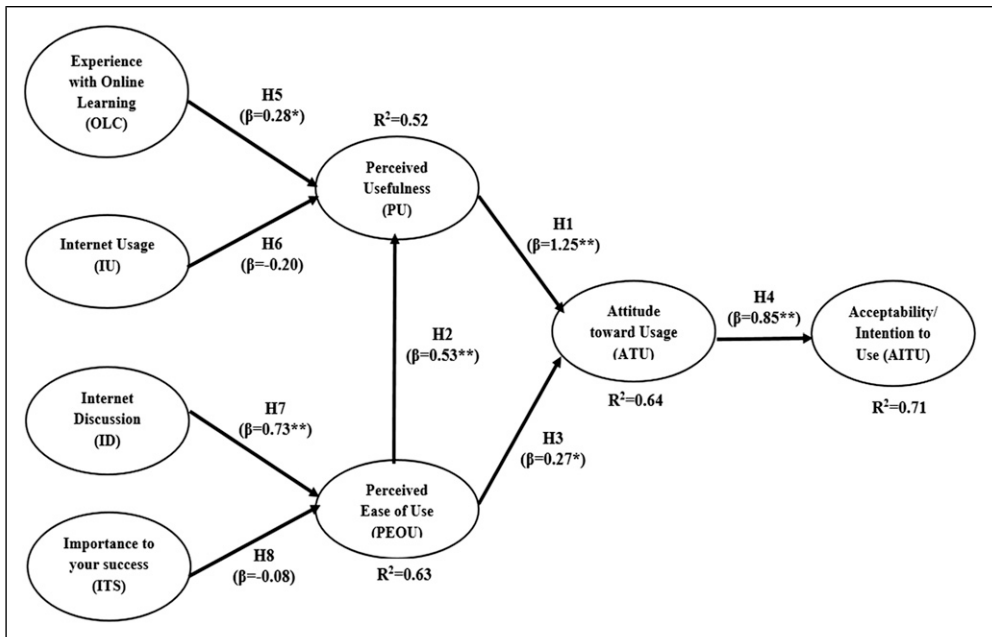 Experience
with Online
Learning
(OLC)
H5
(β=0.28*)
R²=0.52
Perceived
Usefulness
(PU)
Internet Usage
(IU)
H6
(β=-0.20)
H1
(β=1.25**)
H2
(β=0.53**)
Attitude
toward Usage
(ATU)
R²=0.64
H4
(β=0.85**)
Acceptability/
Intention to
Use (AITU)
R²=0.71
Internet
Discussion
(ID)
H7
(β=0.73**)
H3
(β=0.27*)
Perceived
Ease of Use
(PEOU)
R²=0.63
Importance to
your success
(ITS)
H8
(β=-0.08)